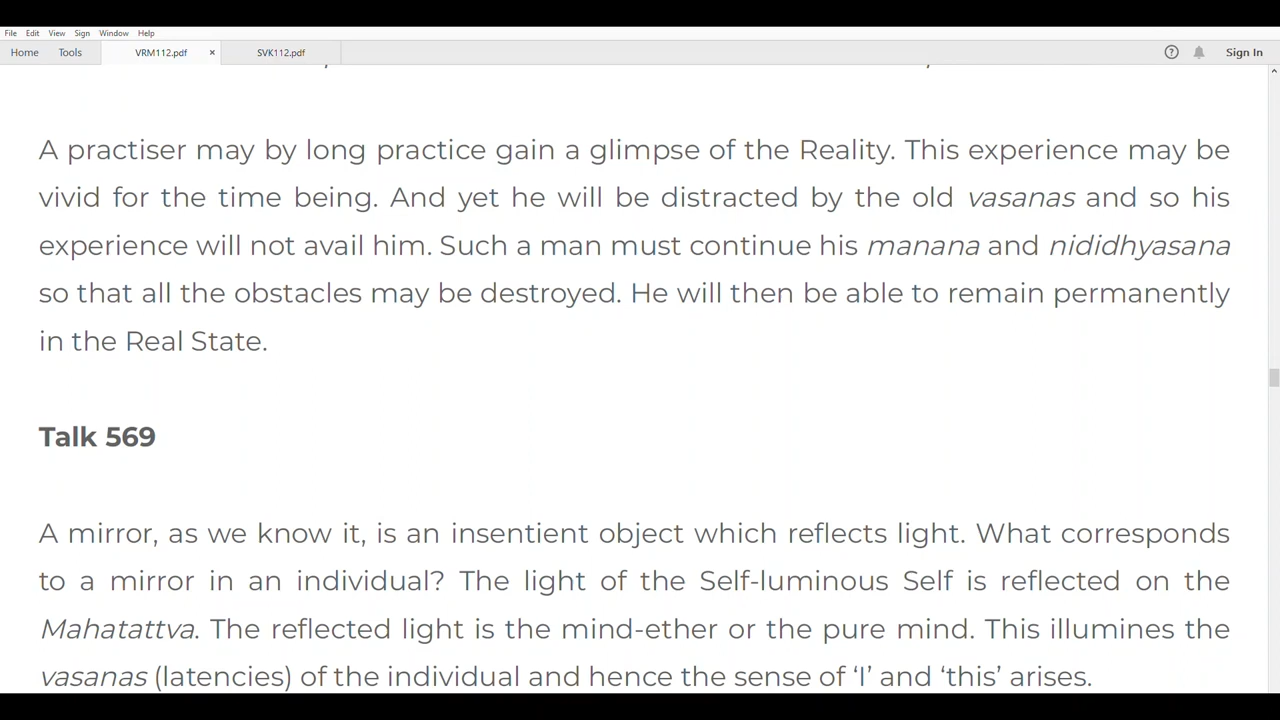 File Edit View Sign Window Help
Home Tools VRM112.pdf × SVK112.pdf ? Sign In
A practiser may by long practice gain a glimpse of the Reality. This experience may be
vivid for the time being. And yet he will be distracted by the old vasanas and so his
experience will not avail him. Such a man must continue his manana and nididhyasana
so that all the obstacles may be destroyed. He will then be able to remain permanently
in the Real State.
Talk 569
A mirror, as we know it, is an insentient object which reflects light. What corresponds
to a mirror in an individual? The light of the Self-luminous Self is reflected on the
Mahatattva. The reflected light is the mind-ether or the pure mind. This illumines the
vasanas (latencies) of the individual and hence the sense of ‘I’ and ‘this’ arises.